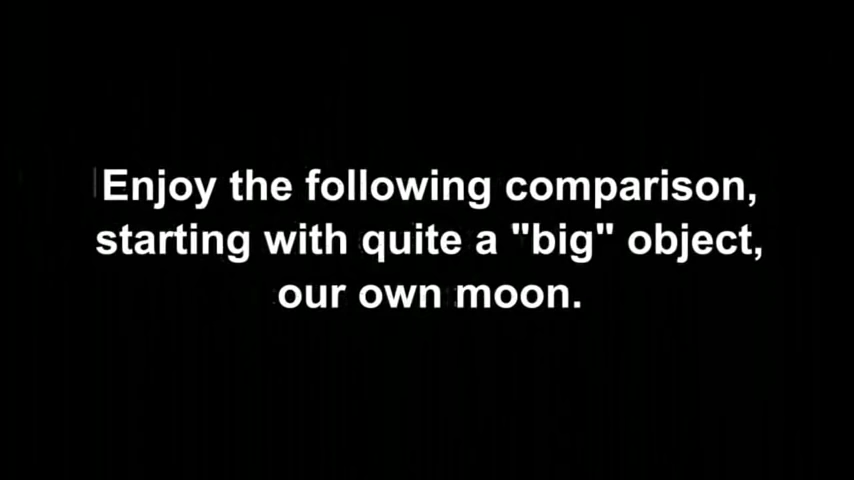 Enjoy the following comparison,
starting with quite a "big" object,
our own moon.